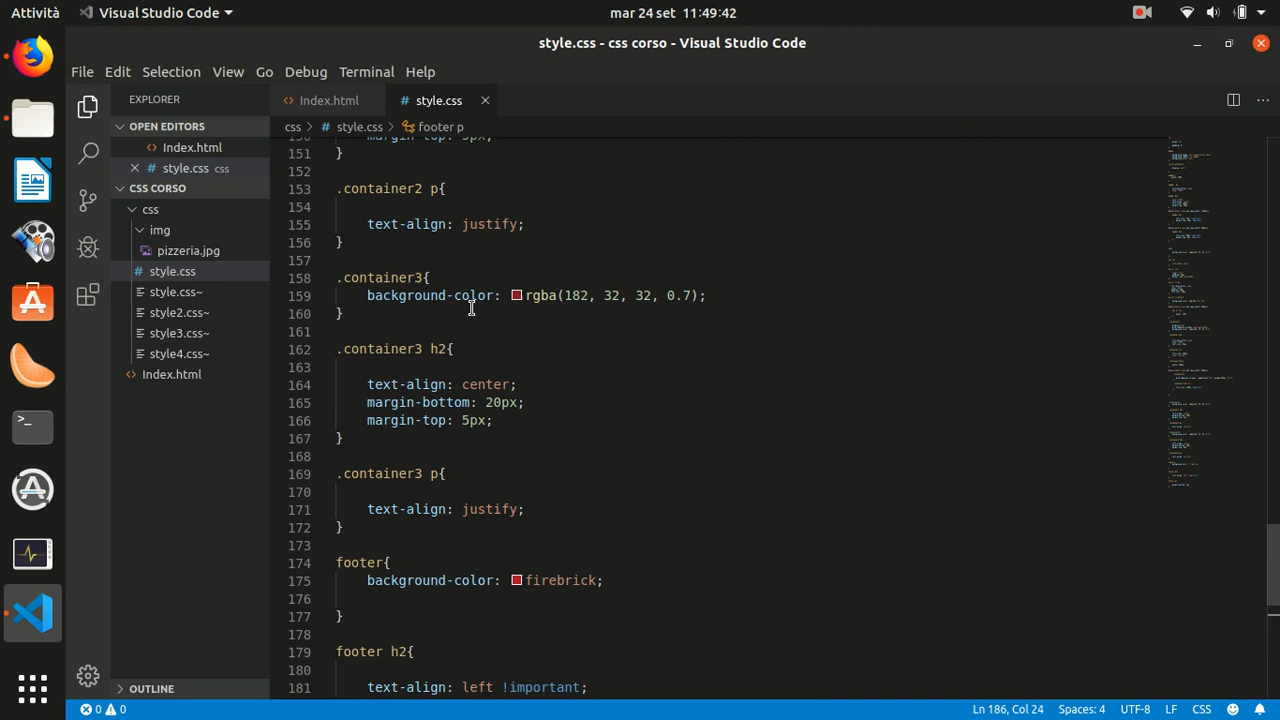 Attività
Visual Studio Code
mar 24 set 11:49:42
style.css - css corso - Visual Studio Code
File Edit Selection View Go Debug Terminal Help
EXPLORER
OPEN EDITORS
Index.html
style.css css
CSS CORSO
css
img
pizzeria.jpg
style.css
style.css~
style2.css~
style3.css~
style4.css~
Index.html
OUTLINE
Index.html
style.css
css > style.css > footer p
151 }
152
153 .container2 p{
154
155 text-align: justify;
156 }
157
158 .container3{
159 background-color: rgba(182, 32, 32, 0.7);
160 }
161
162 .container3 h2{
163
164 text-align: center;
165 margin-bottom: 20px;
166 margin-top: 5px;
167 }
168
169 .container3 p{
170
171 text-align: justify;
172 }
173
174 footer{
175 background-color: firebrick;
176
177 }
178
179 footer h2{
180
181 text-align: left !important;
0 0
Ln 186, Col 24 Spaces: 4 UTF-8 LF CSS